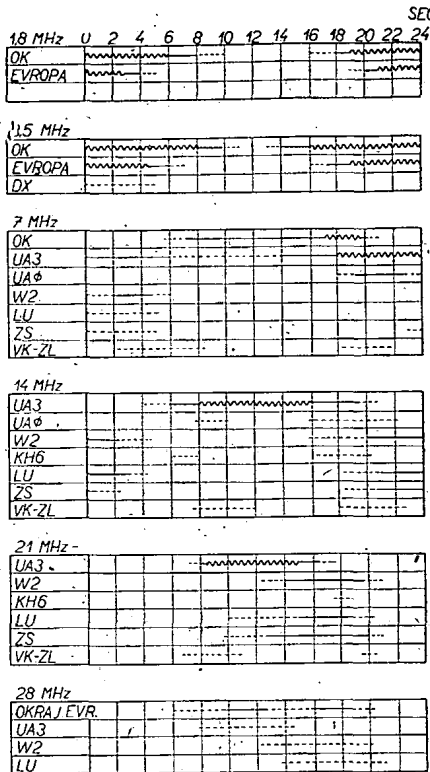 SEČ
1,8 MHz 0 2 4 6 8 10 12 14 16 18 20 22 24
OK
EVROPA
3,5 MHz
OK
EVROPA
DX
7 MHz
OK
UA3
UAΦ
W2
LU
ZS
VK-ZL
14 MHz
UA3
UAΦ
W2
KH6
LU
ZS
VK-ZL
21 MHz
UA3
W2
KH6
LU
ZS
VK-ZL
28 MHz
OKRAJ EVR.
UA3
W2
LU